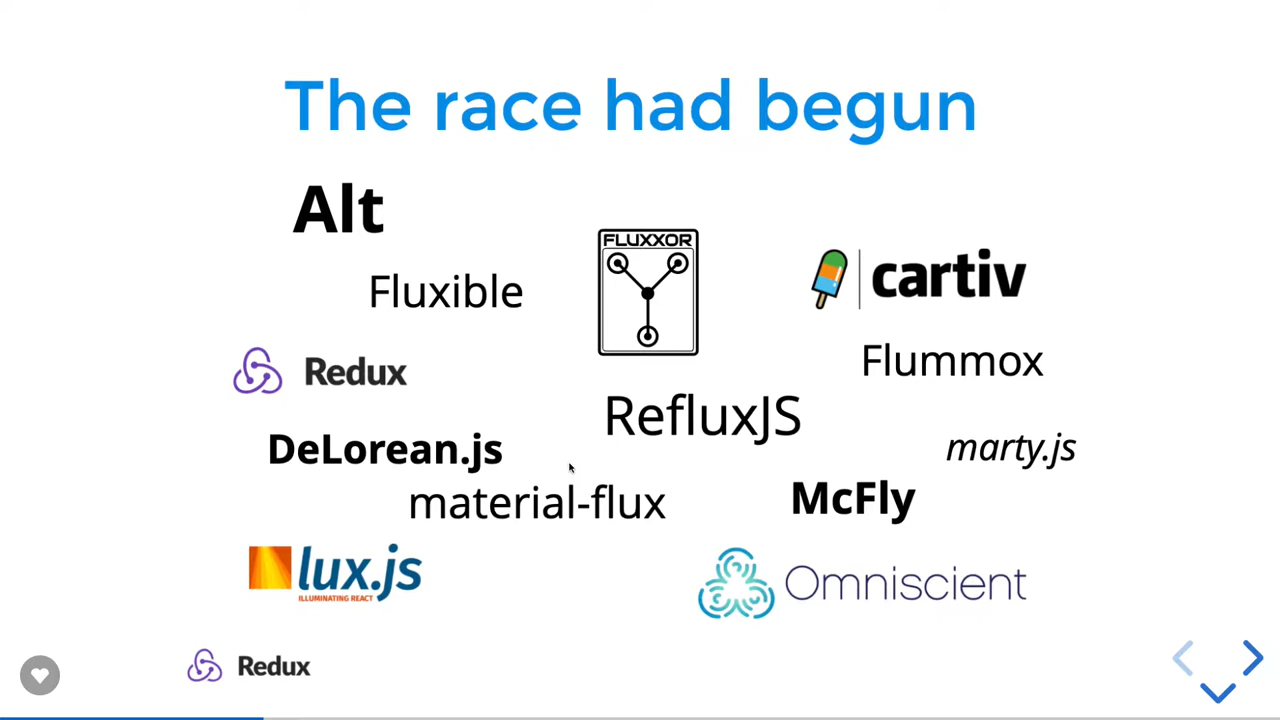 The race had begun
Alt
FLUXXOR
cartiv
Fluxible
Flummox
Redux
RefluxJS
DeLorean.js
marty.js
material-flux
McFly
lux.js
ILLUMINATING REACT
Omniscient
Redux